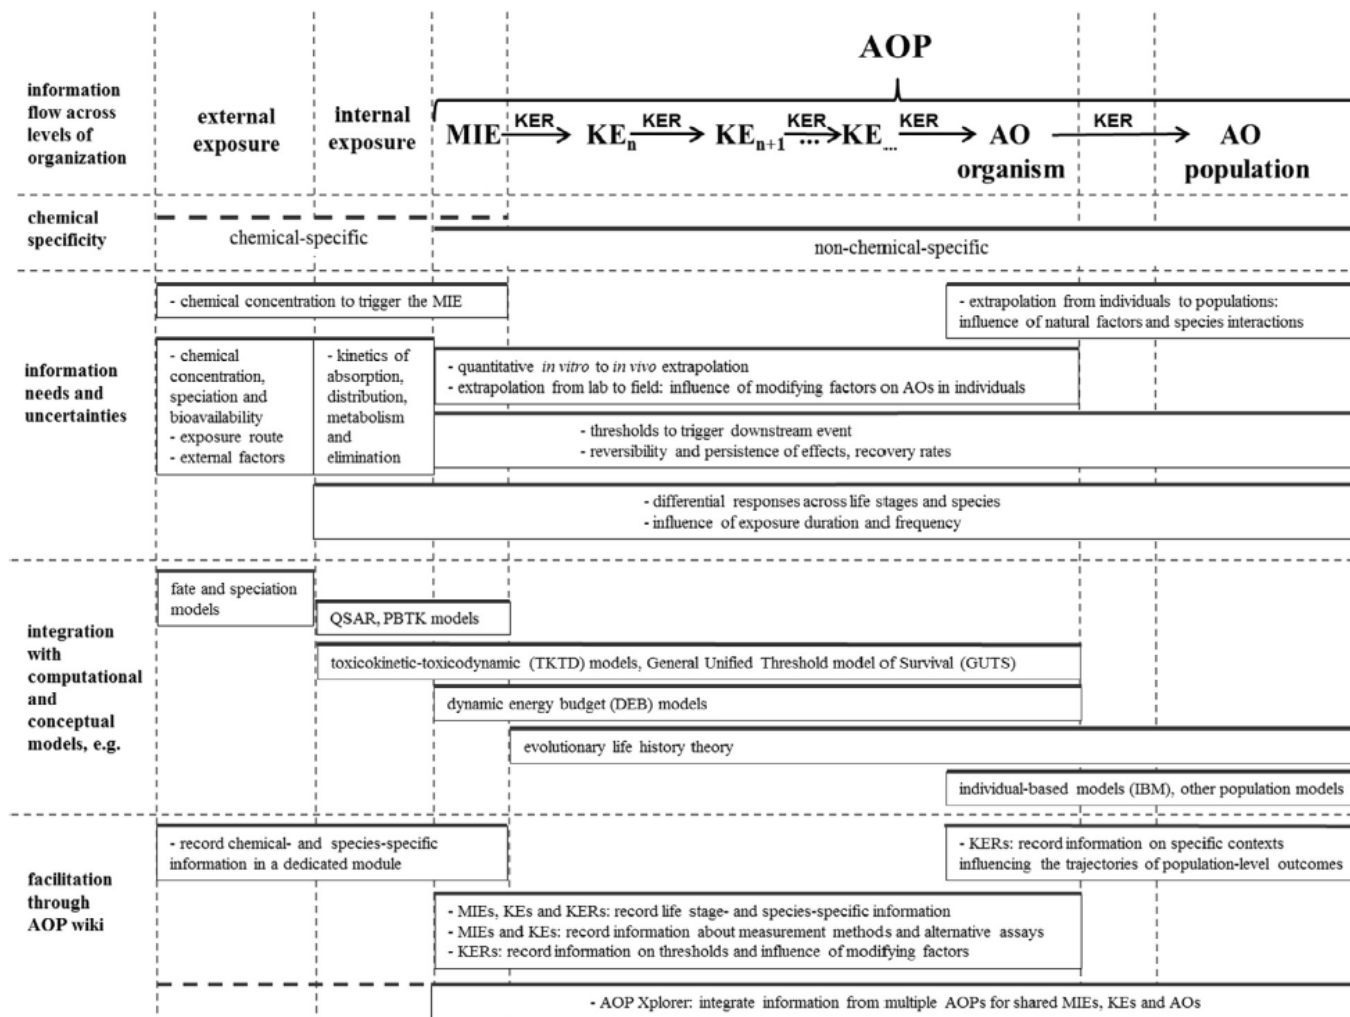 AOP
information
flow across
levels of
organization
external
exposure
internal
exposure
MIE KER KEn KER KEn+1 KER ... KE... KER AO
organism
KER AO
population
chemical
specificity
chemical-specific
non-chemical-specific
information
needs and
uncertainties
- chemical concentration to trigger the MIE
- extrapolation from individuals to populations:
influence of natural factors and species interactions
- chemical
concentration,
speciation and
bioavailability
- exposure route
- external factors
- kinetics of
absorption,
distribution,
metabolism
and
elimination
- quantitative in vitro to in vivo extrapolation
- extrapolation from lab to field: influence of modifying factors on AOs in individuals
- thresholds to trigger downstream event
- reversibility and persistence of effects, recovery rates
- differential responses across life stages and species
- influence of exposure duration and frequency
integration
with
computational
and
conceptual
models, e.g.
fate and speciation
models
QSAR, PBTK models
toxicokinetic-toxicodynamic (TKTD) models, General Unified Threshold model of Survival (GUTS)
dynamic energy budget (DEB) models
evolutionary life history theory
individual-based models (IBM), other population models
facilitation
through
AOP wiki
- record chemical- and species-specific
information in a dedicated module
- KERs: record information on specific contexts
influencing the trajectories of population-level outcomes
- MIEs, KEs and KERs: record life stage- and species-specific information
- MIEs and KEs: record information about measurement methods and alternative assays
- KERs: record information on thresholds and influence of modifying factors
- AOP Xplorer: integrate information from multiple AOPs for shared MIEs, KEs and AOs